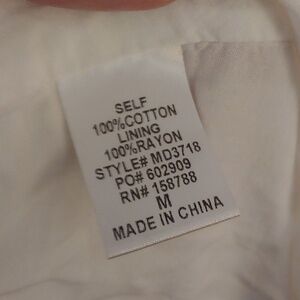 SELF
100%COTTON
LINING
100%RAYON
STYLE# MD3718
PO# 602909
RN# 158788
M
MADE IN CHINA